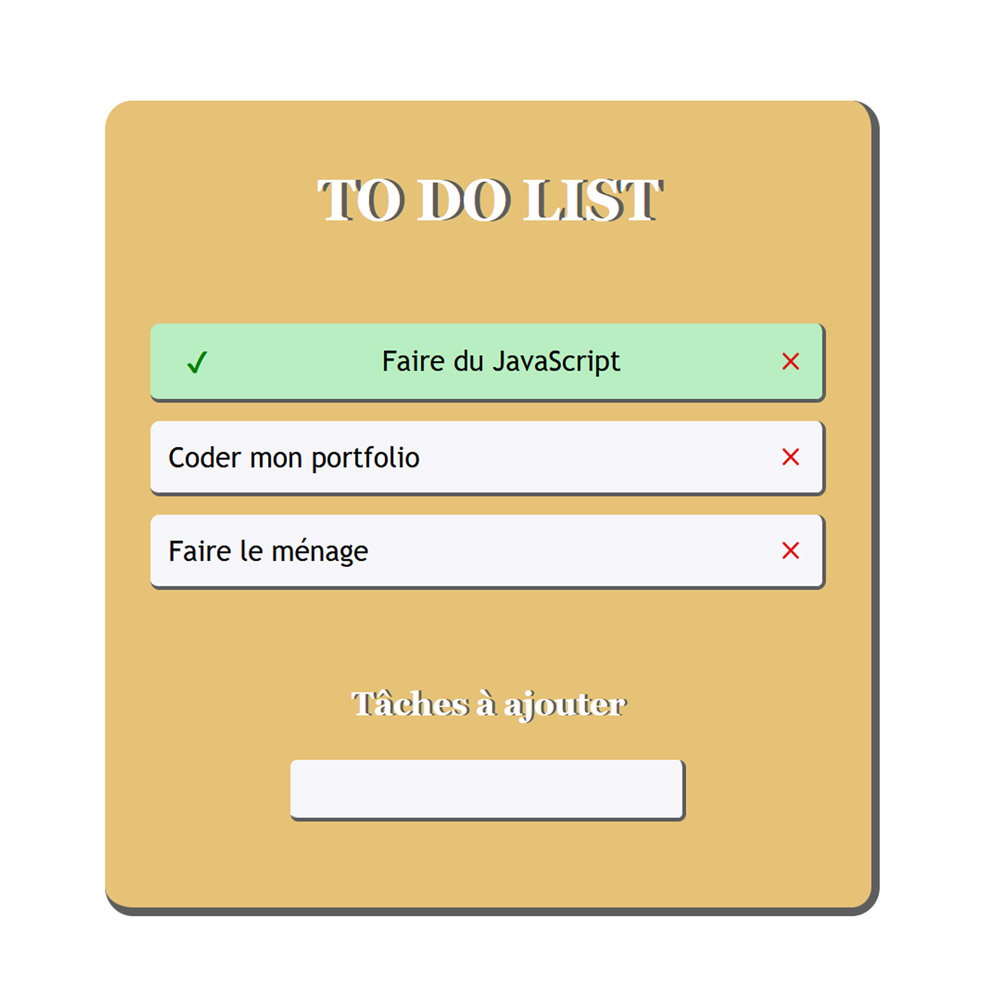 TO DO LIST
✓ Faire du JavaScript ×
Coder mon portfolio ×
Faire le ménage ×
Tâches à ajouter